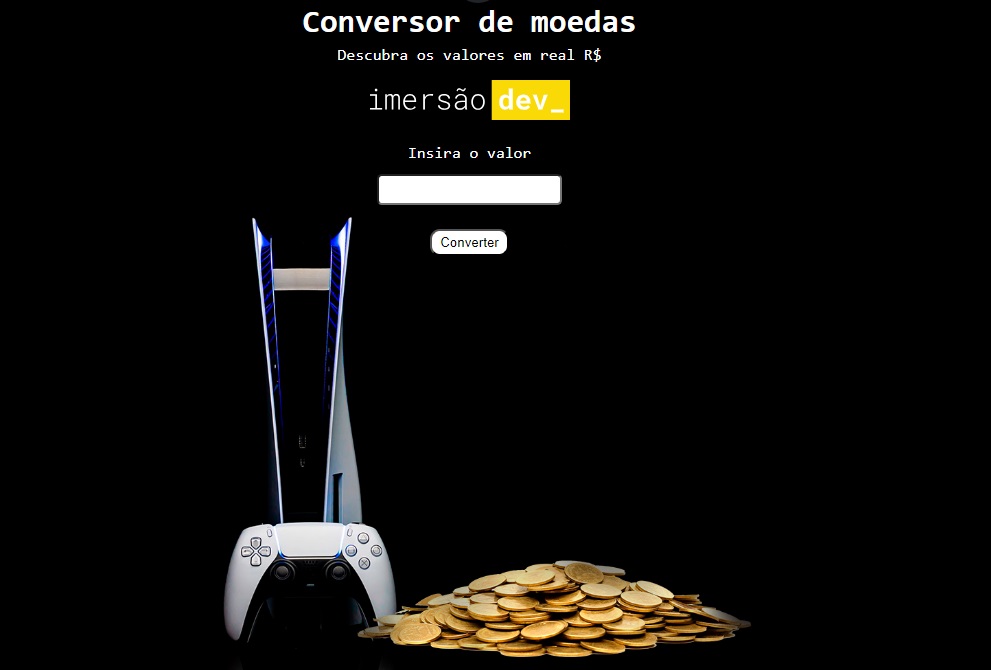 Conversor de moedas
Descubra os valores em real R$
imersão dev_
Insira o valor
Converter